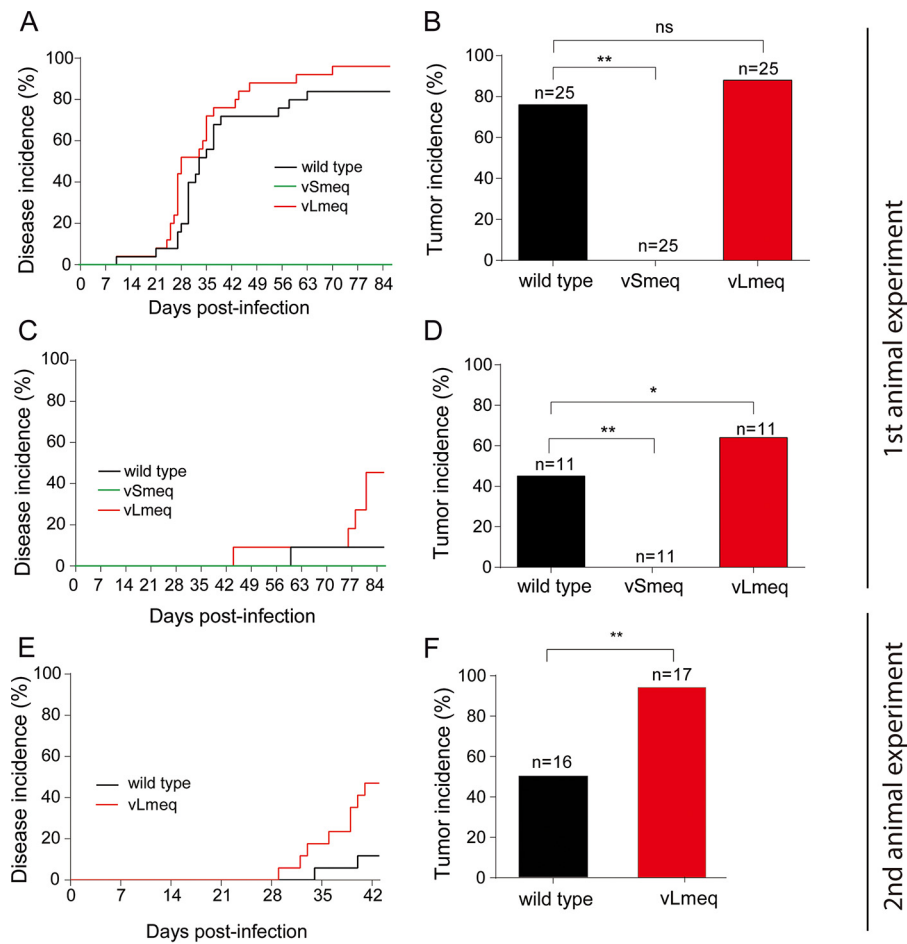 A
Disease incidence (%)
100
80
60
40
20
0
wild type
vSmeq
vLmeq
0 7 14 21 28 35 42 49 56 63 70 77 84
Days post-infection
B
Tumor incidence (%)
100
80
60
40
20
0
ns
**
n=25
n=25
n=25
wild type vSmeq vLmeq
C
Disease incidence (%)
100
80
60
40
20
0
wild type
vSmeq
vLmeq
0 7 14 21 28 35 42 49 56 63 70 77 84
Days post-infection
D
Tumor incidence (%)
100
80
60
40
20
0
*
**
n=11
n=11
n=11
wild type vSmeq vLmeq
1st animal experiment
E
Disease incidence (%)
100
80
60
40
20
0
wild type
vLmeq
0 7 14 21 28 35 42
Days post-infection
F
Tumor incidence (%)
100
80
60
40
20
0
**
n=16
n=17
wild type vLmeq
2nd animal experiment